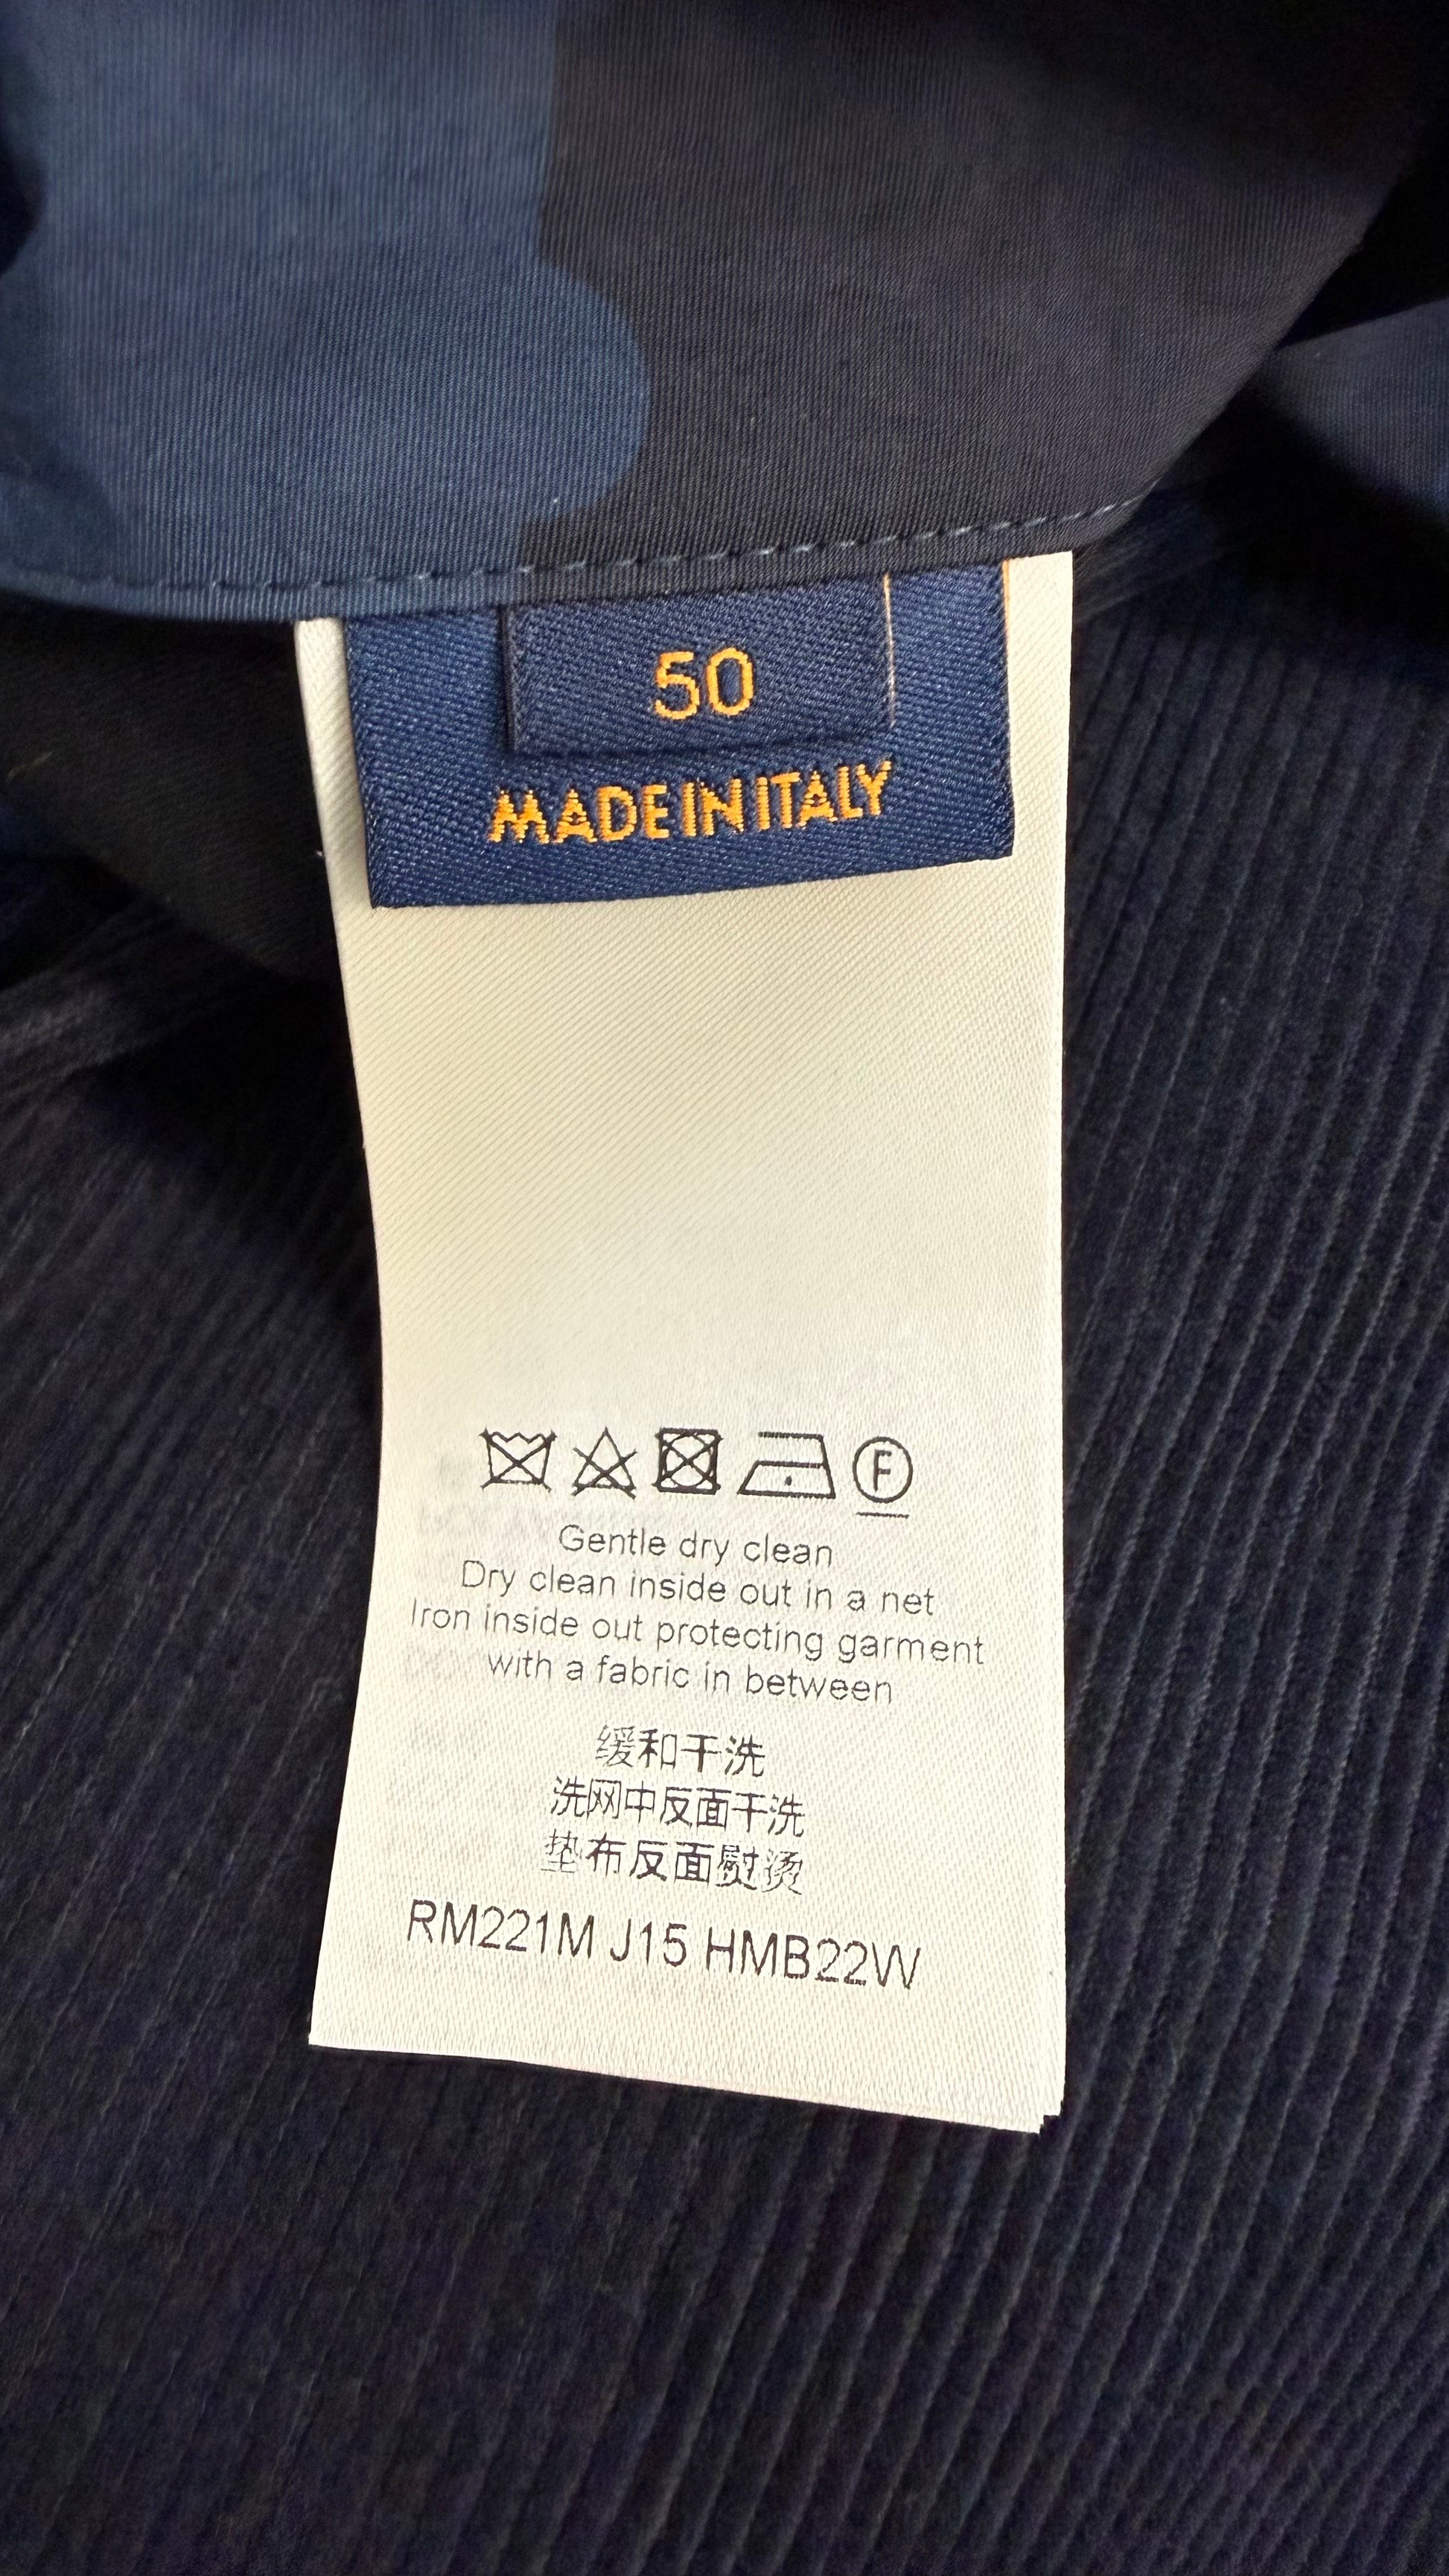 50
MADE IN ITALY
F
Gentle dry clean
Dry clean inside out in a net
Iron inside out protecting garment
with a fabric in between
缓和干洗
洗网中反面干洗
垫布反面熨烫
RM221M J15 HMB22W